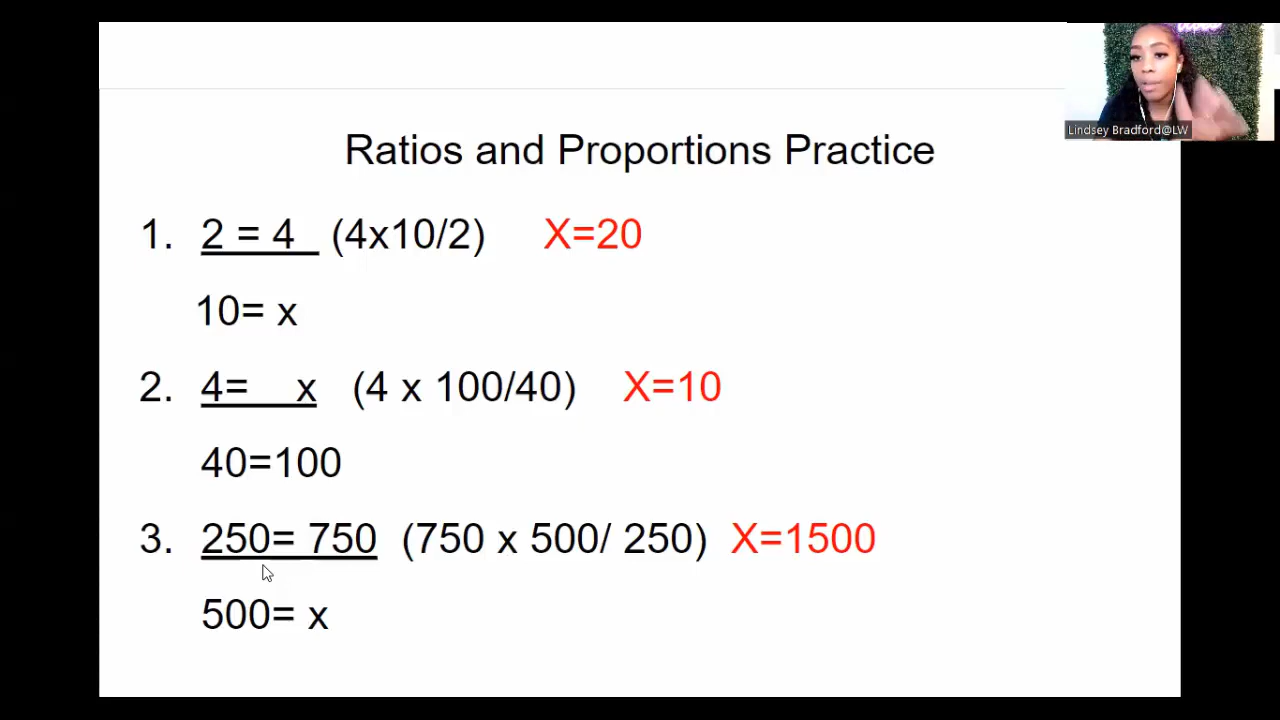 Lindsey Bradford@LW
Ratios and Proportions Practice
1. 2 = 4 (4x10/2) X=20
10= x
2. 4= x (4 x 100/40) X=10
40=100
3. 250= 750 (750 x 500/ 250) X=1500
500= x